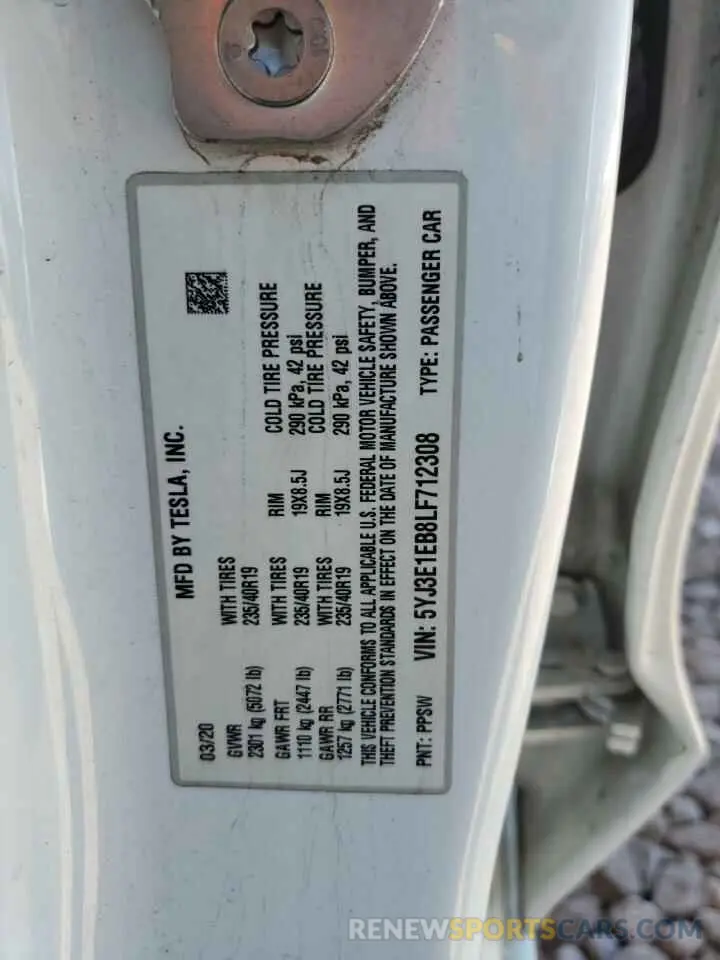 MFD BY TESLA, INC.
03/20
GVWR WITH TIRES RIM COLD TIRE PRESSURE
2301 kg (5072 lb) 235/40R19 19X8.5J 290 kPa, 42 psi
GAWR FRT WITH TIRES RIM COLD TIRE PRESSURE
1110 kg (2447 lb) 235/40R19 19X8.5J 290 kPa, 42 psi
GAWR RR WITH TIRES
1257 kg (2771 lb) 235/40R19
THIS VEHICLE CONFORMS TO ALL APPLICABLE U.S. FEDERAL MOTOR VEHICLE SAFETY, BUMPER, AND
THEFT PREVENTION STANDARDS IN EFFECT ON THE DATE OF MANUFACTURE SHOWN ABOVE.
PNT: PPSW VIN: 5YJ3E1EB8LF712308 TYPE: PASSENGER CAR
RENEWSPORTSCARS.COM